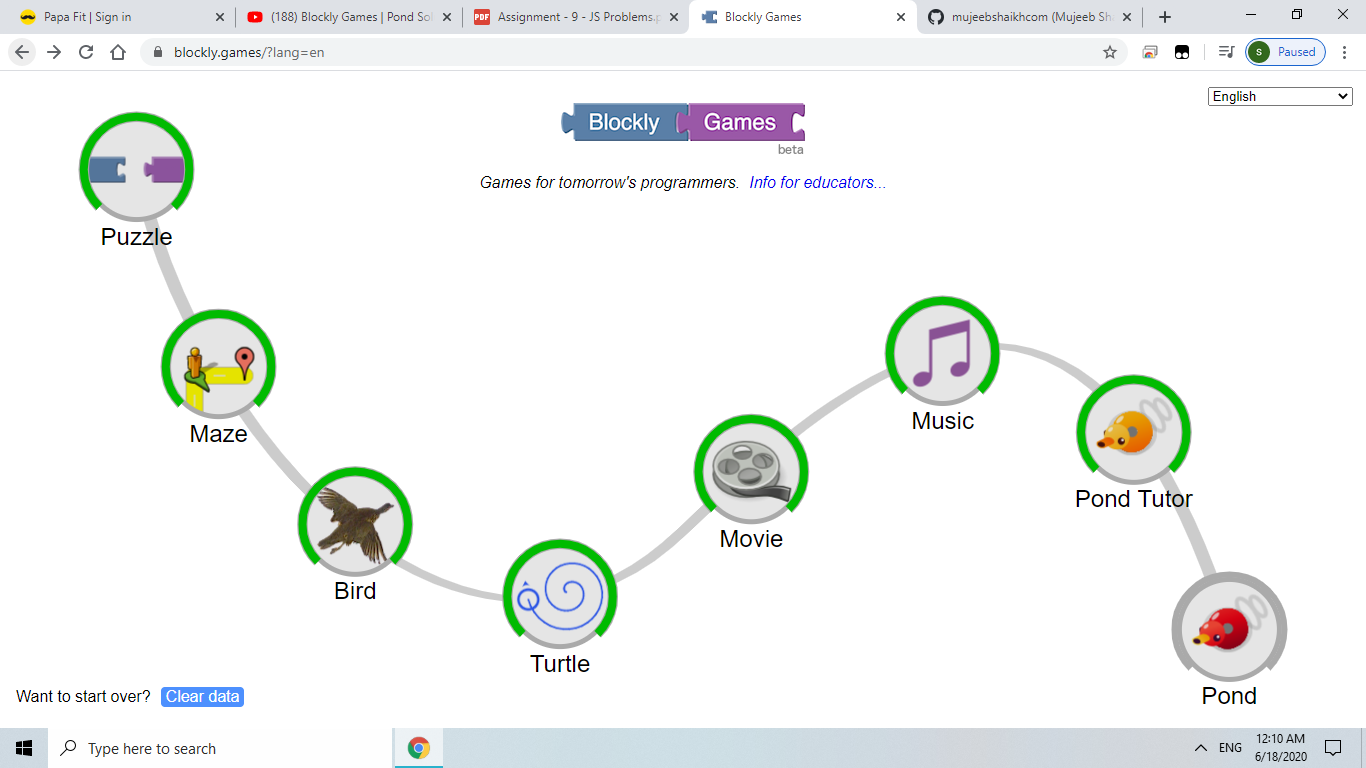 Papa Fit | Sign in
(188) Blockly Games | Pond Sol
Assignment - 9 - JS Problems.p
Blockly Games
mujeebshaikhcom (Mujeeb Sha
blockly.games/?lang=en
s
Paused
English
Blockly Games
beta
Games for tomorrow's programmers. Info for educators...
Puzzle
Maze
Bird
Turtle
Movie
Music
Pond Tutor
Pond
Want to start over? Clear data
Type here to search
ENG
12:10 AM
6/18/2020